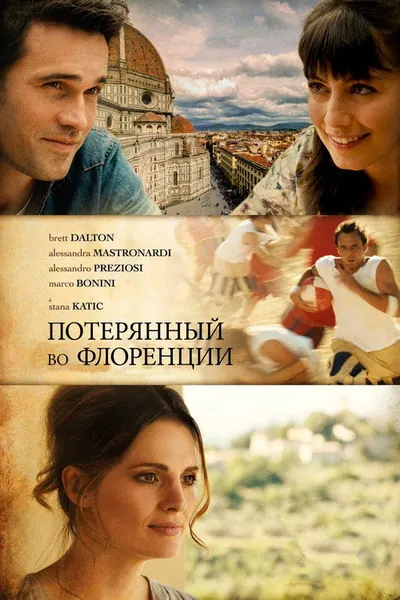 brett DALTON
alessandra MASTRONARDI
alessandro PREZIOSI
marco BONINI
e
stana KATIC
ПОТЕРЯННЫЙ
ВО ФЛОРЕНЦИИ